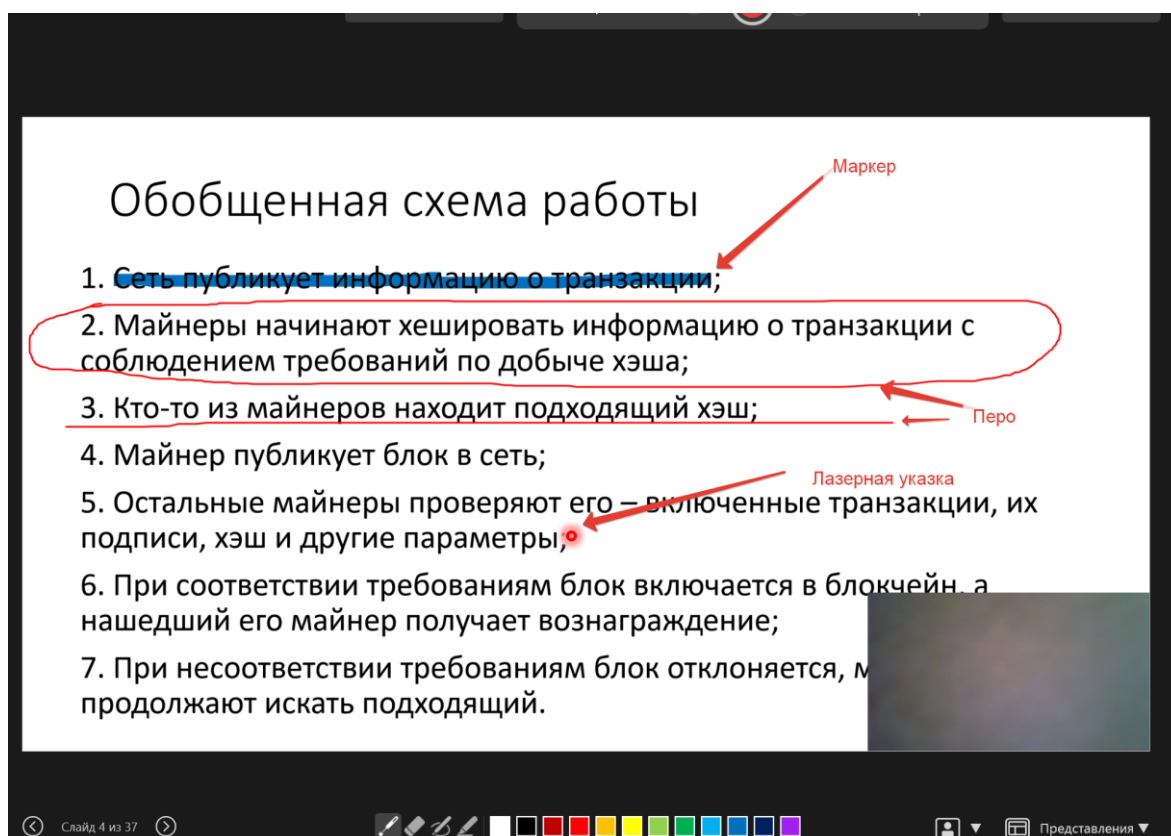 Маркер
Обобщенная схема работы
1. Сеть публикует информацию о транзакции;
2. Майнеры начинают хешировать информацию о транзакции с
соблюдением требований по добыче хэша;
3. Кто-то из майнеров находит подходящий хэш;
Перо
4. Майнер публикует блок в сеть;
Лазерная указка
5. Остальные майнеры проверяют его – включенные транзакции, их
подписи, хэш и другие параметры;
6. При соответствии требованиям блок включается в блокчейн, а
нашедший его майнер получает вознаграждение;
7. При несоответствии требованиям блок отклоняется,
продолжают искать подходящий.
Слайд 4 из 37
Представления